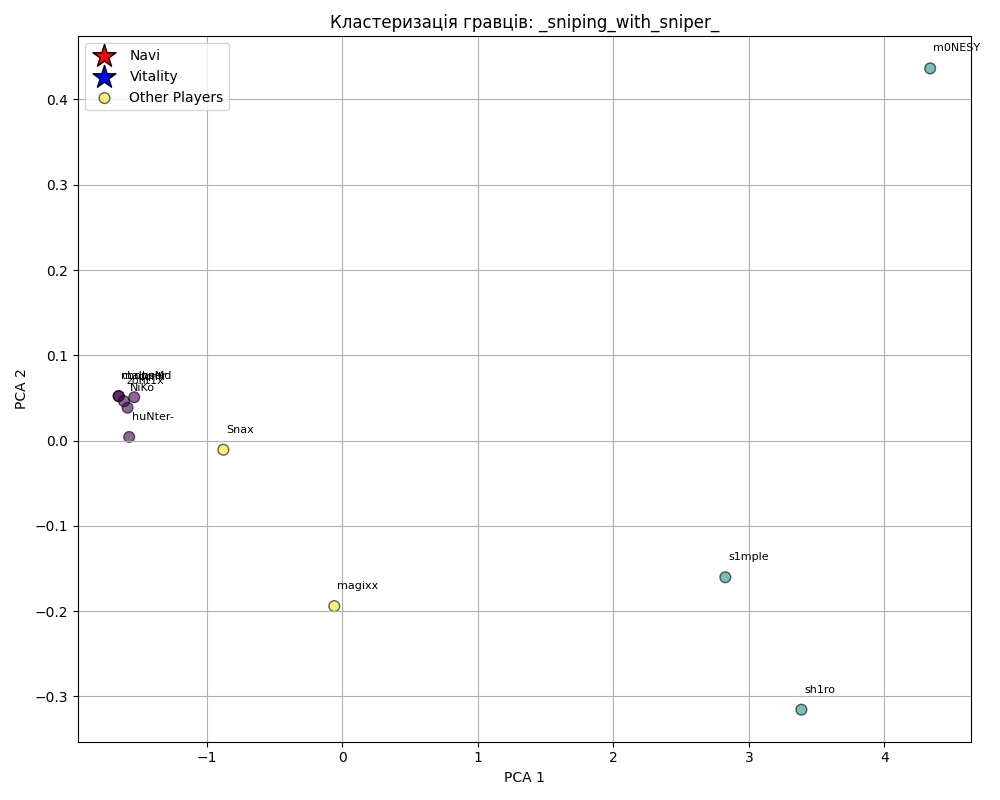 Кластеризація гравців: _sniping_with_sniper_
Navi
Vitality
Other Players
m0NESY
zont1x
NiKo
huNter-
Snax
magixx
s1mple
sh1ro
PCA 2
0.4
0.3
0.2
0.1
0.0
−0.1
−0.2
−0.3
−1
0
1
2
3
4
PCA 1